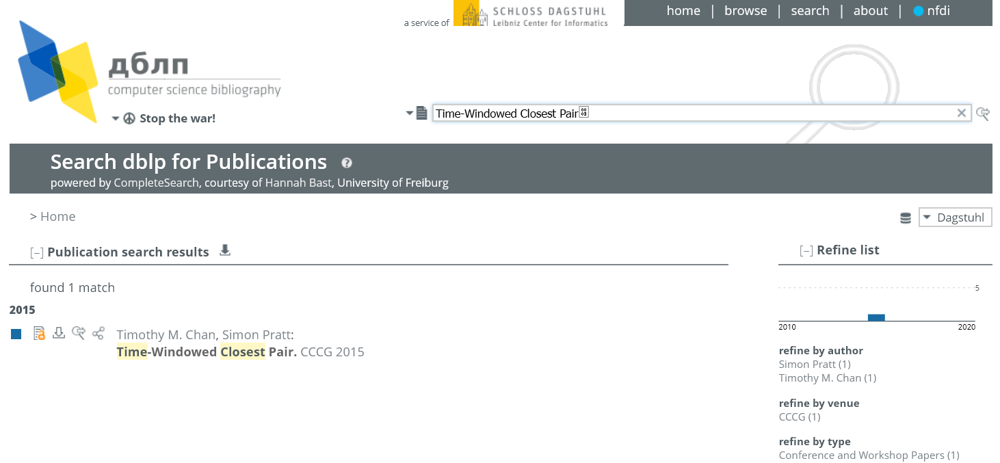 home | browse | search | about | nfdi
a service of
SCHLOSS DAGSTUHL
Leibniz Center for Informatics
дблп
computer science bibliography
Stop the war!
Time-Windowed Closest Pair
Search dblp for Publications
powered by CompleteSearch, courtesy of Hannah Bast, University of Freiburg
> Home
Dagstuhl
[–] Publication search results
found 1 match
2015
Timothy M. Chan, Simon Pratt:
Time-Windowed Closest Pair. CCCG 2015
[–] Refine list
5
2010 2020
refine by author
Simon Pratt (1)
Timothy M. Chan (1)
refine by venue
CCCG (1)
refine by type
Conference and Workshop Papers (1)